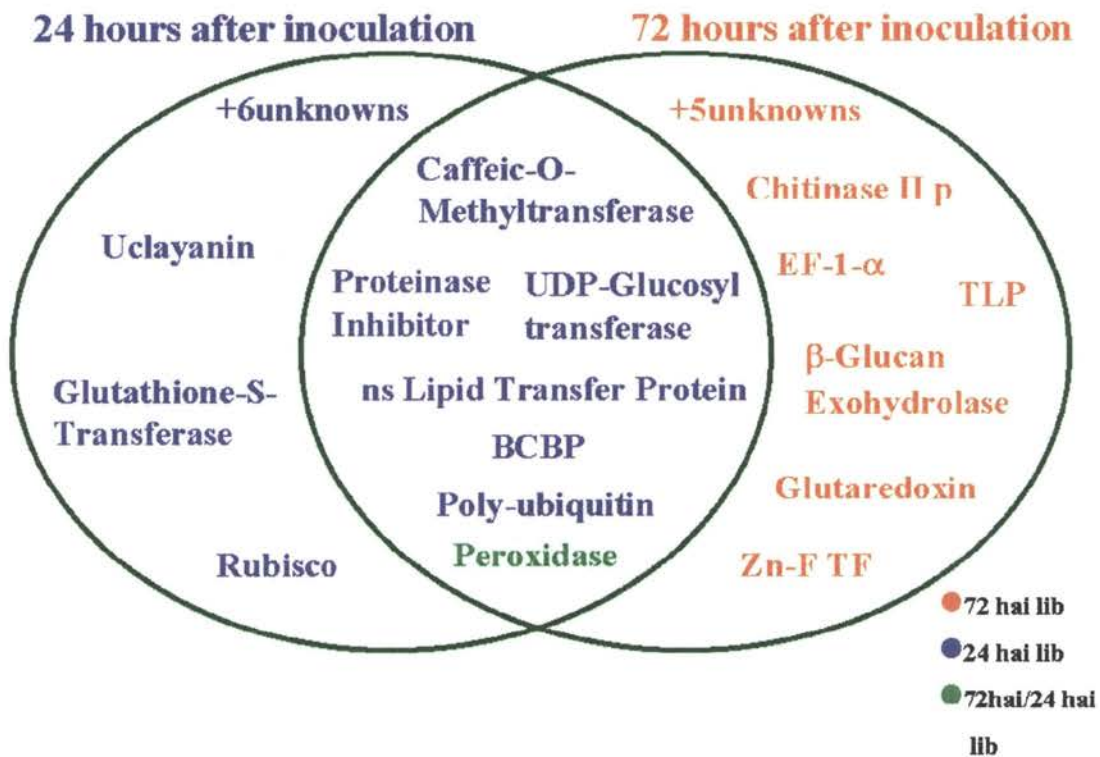 24 hours after inoculation
72 hours after inoculation
+6unknowns
+5unknowns
Caffeic-O-
Methyltransferase
Chitinase II p
Uclayanin
EF-1-α
TLP
Proteinase
Inhibitor
UDP-Glucosyl
transferase
β-Glucan
Exohydrolase
Glutathione-S-
Transferase
ns Lipid Transfer Protein
BCBP
Poly-ubiquitin
Glutaredoxin
Peroxidase
Rubisco
Zn-F TF
72 hai lib
24 hai lib
72hai/24 hai
lib